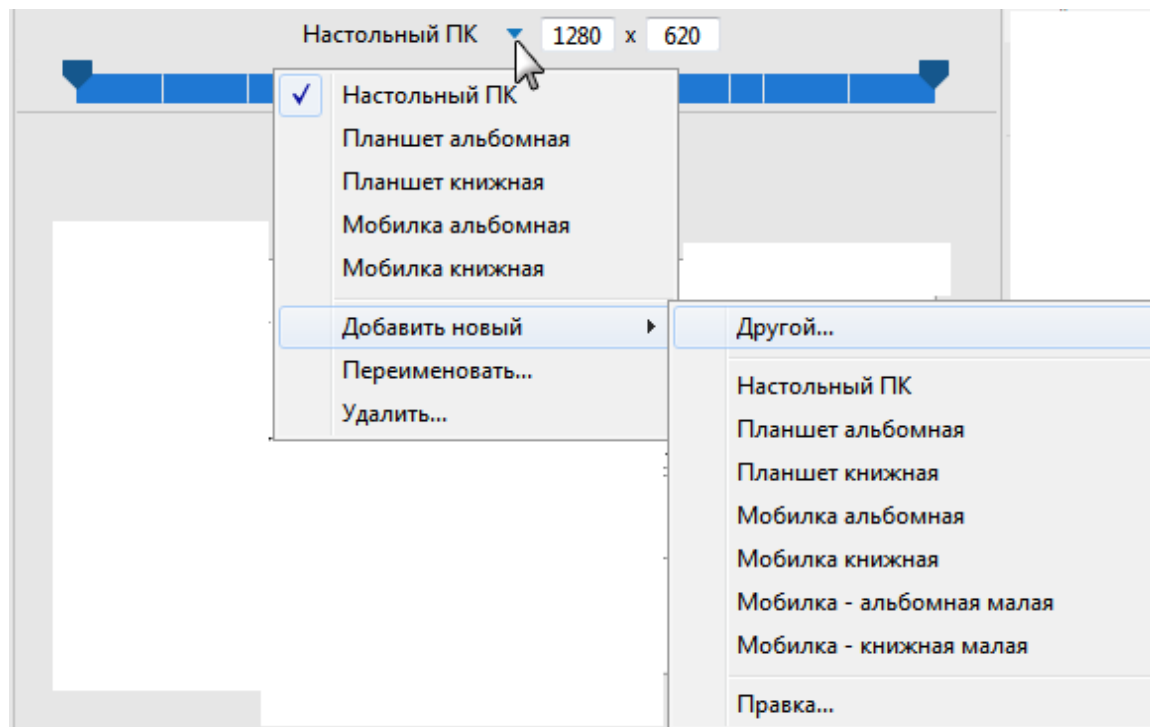 Настольный ПК 1280 x 620
Настольный ПК
Планшет альбомная
Планшет книжная
Мобилка альбомная
Мобилка книжная
Добавить новый
Переименовать...
Удалить...
Другой...
Настольный ПК
Планшет альбомная
Планшет книжная
Мобилка альбомная
Мобилка книжная
Мобилка - альбомная малая
Мобилка - книжная малая
Правка...